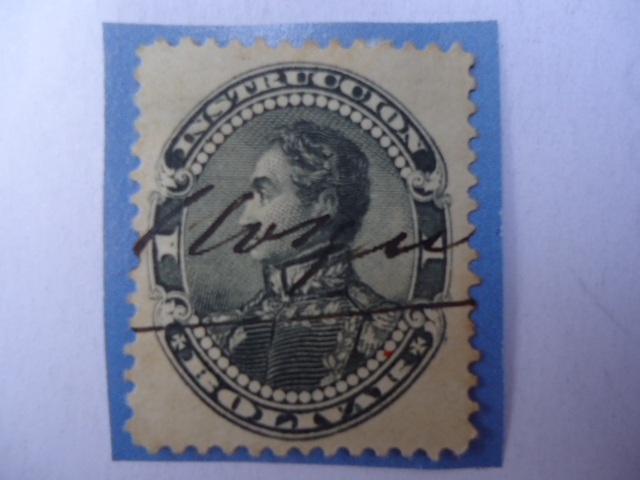 INSTRUCCION
1 1
* BOLIVAR *